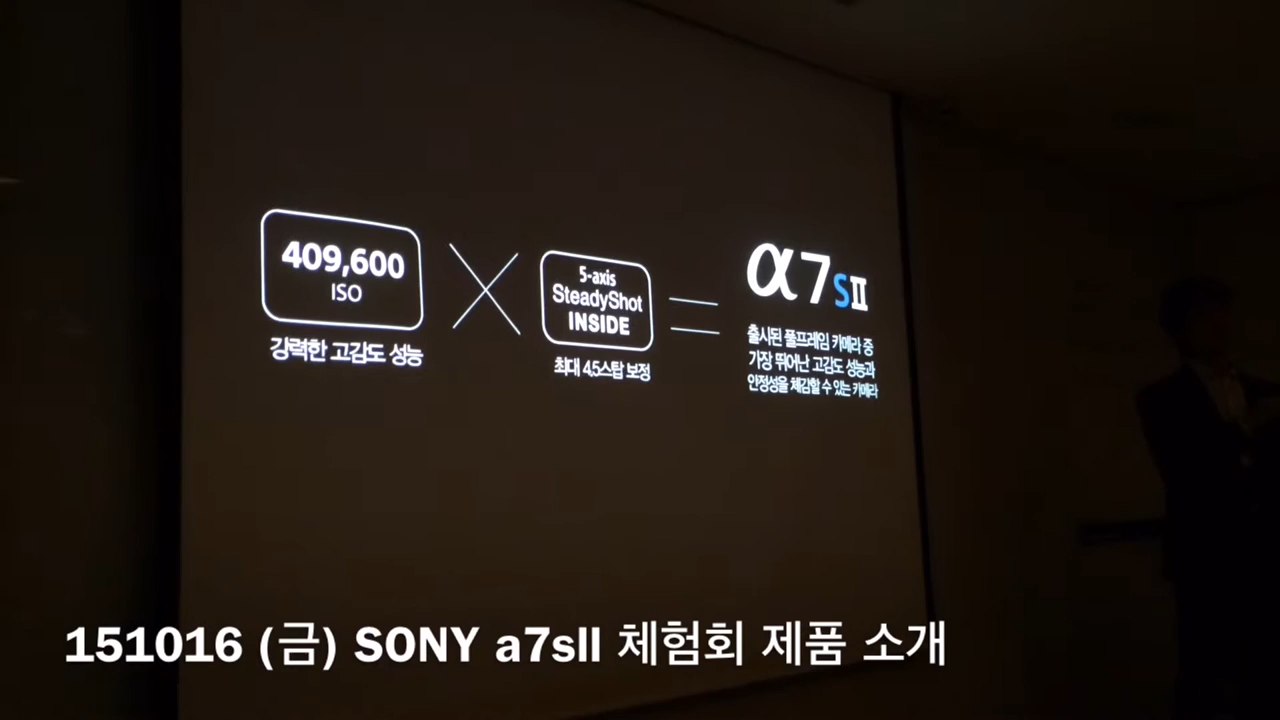 409,600
ISO
강력한 고감도 성능
5-axis
SteadyShot
INSIDE
최대 4.5스탑 보정
α7sII
출시된 풀프레임 카메라 중
가장 뛰어난 고감도 성능과
안정성을 체감할 수 있는 카메라
151016 (금) SONY a7sII 체험회 제품 소개